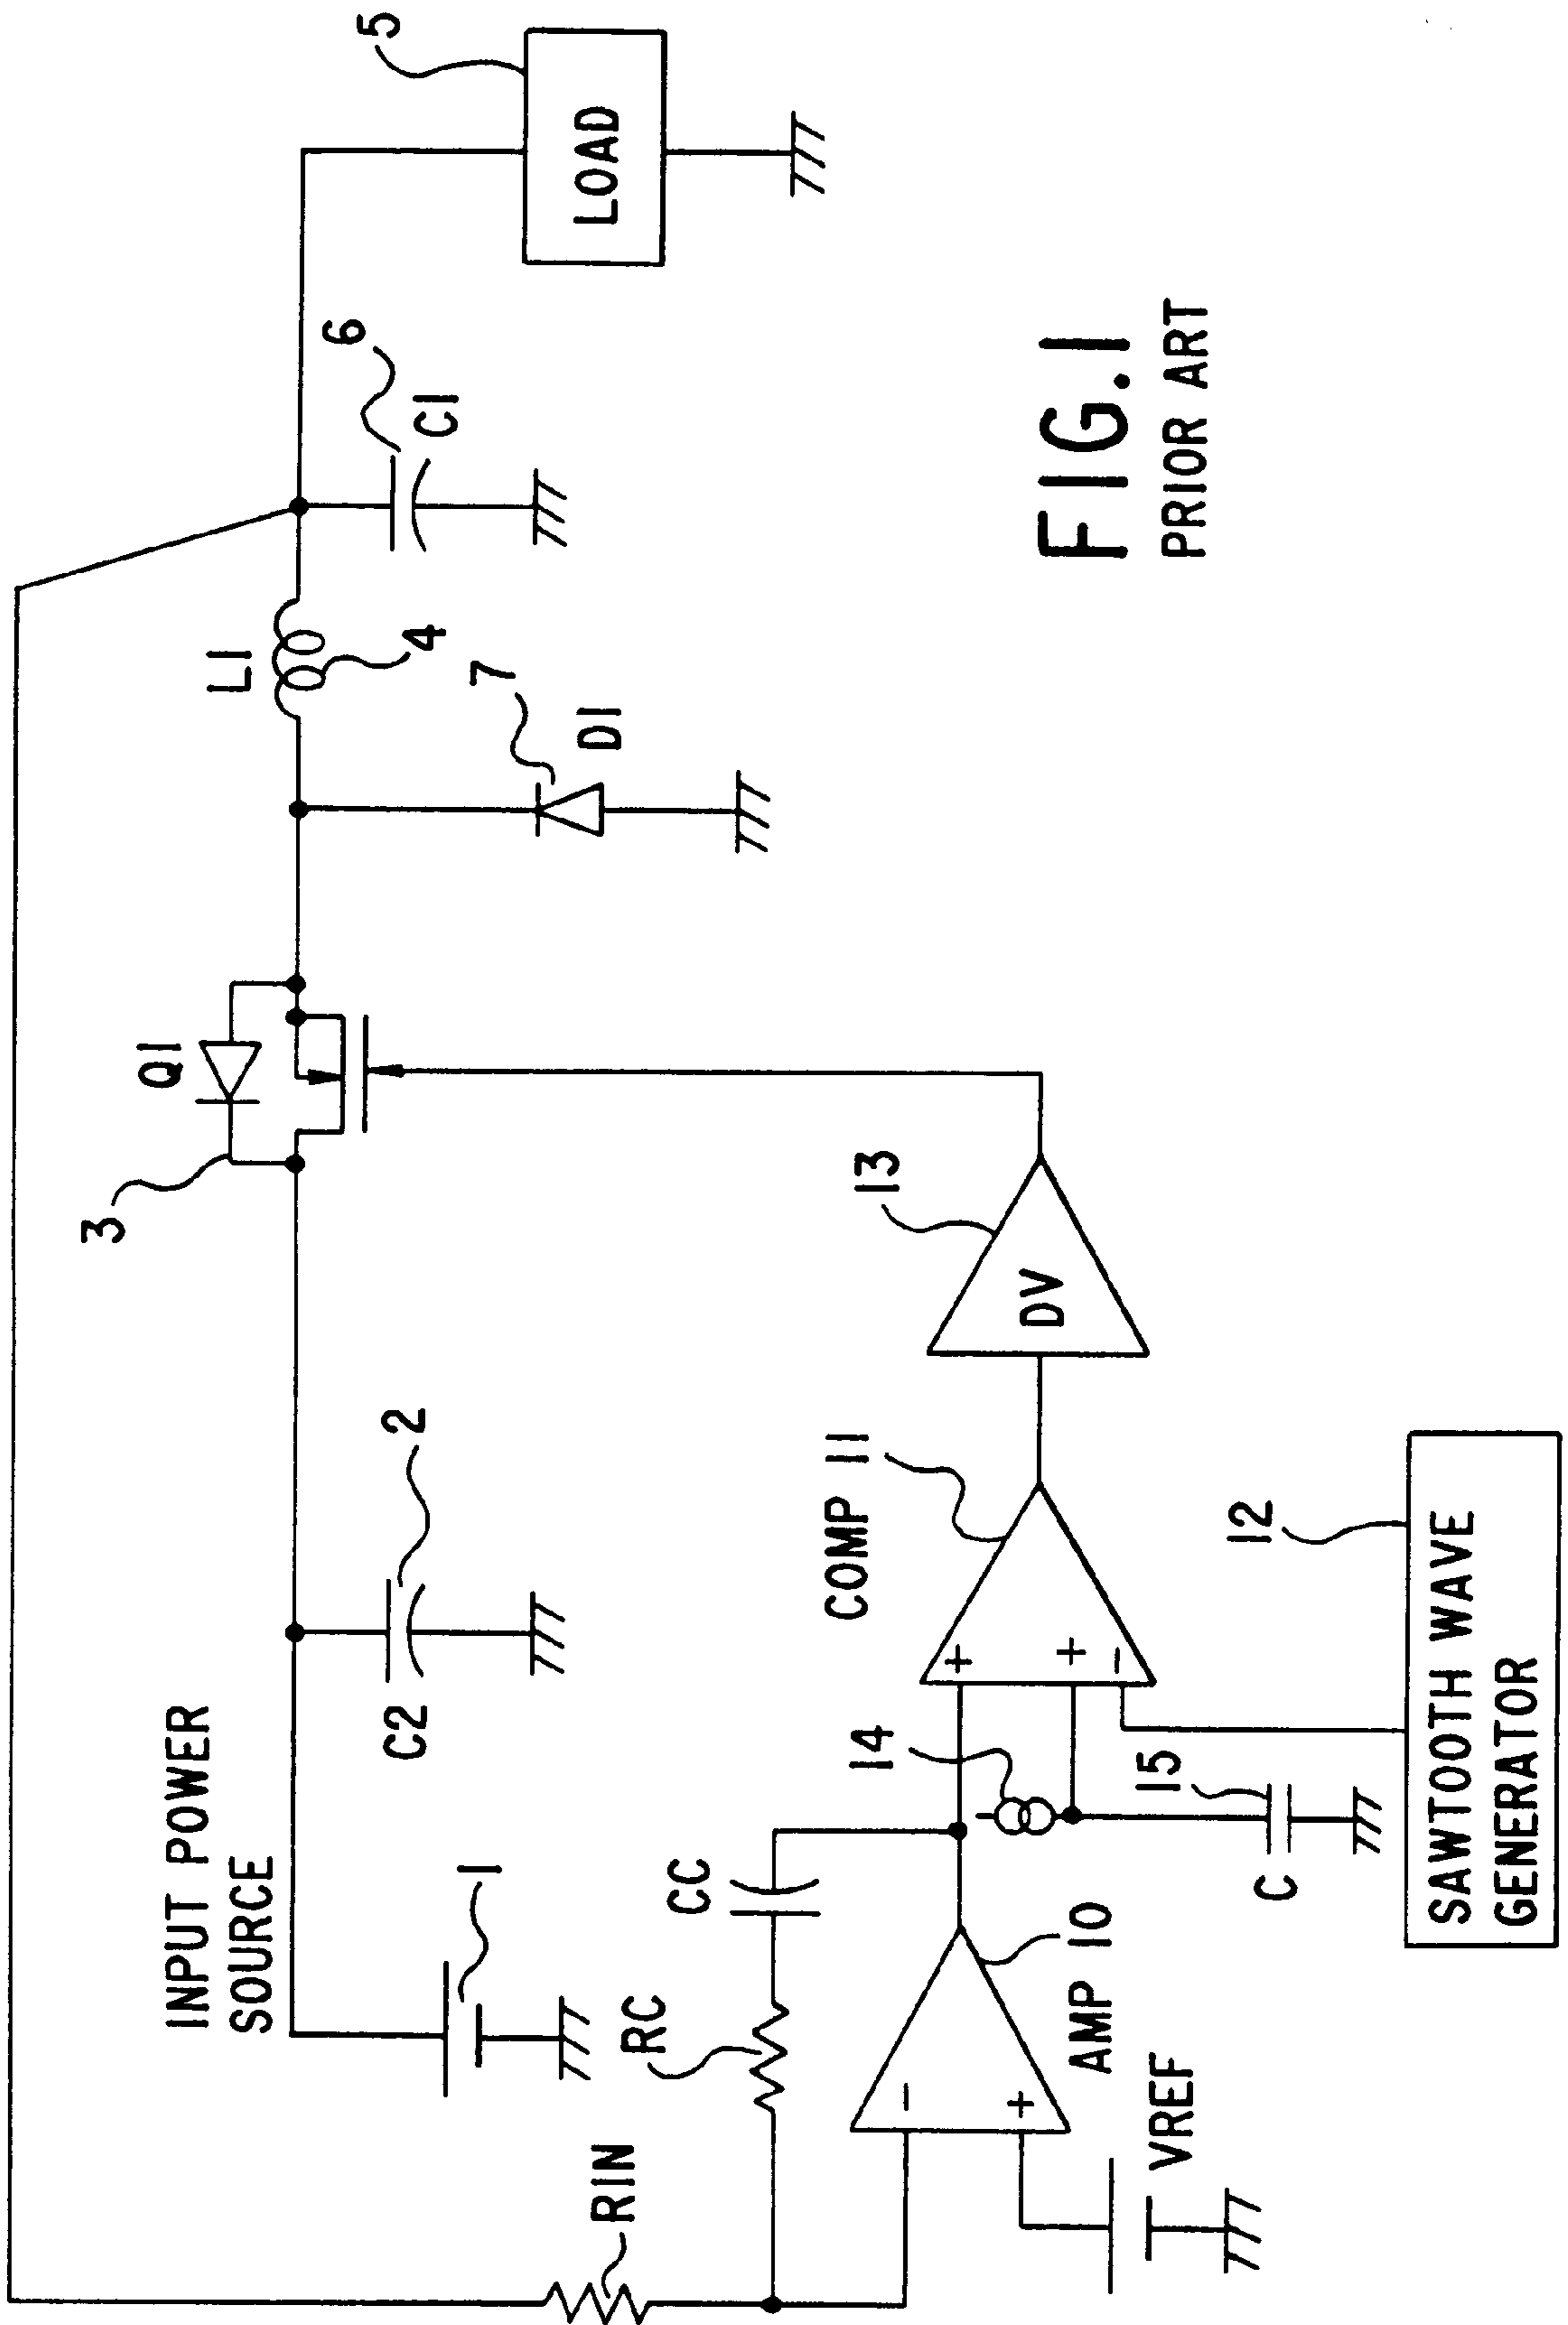 INPUT POWER
SOURCE
1
C2
2
3
Q1
L1
4
7
D1
6
C1
5
LOAD
RIN
RC
CC
-
+
AMP 10
VREF
14
15
C
COMP 11
+
+
-
DV
13
12
SAWTOOTH WAVE
GENERATOR
FIG.1
PRIOR ART